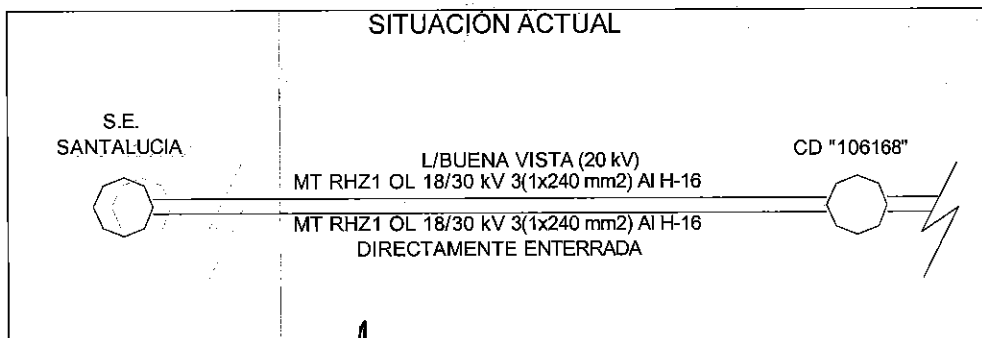 SITUACIÓN ACTUAL
S.E.
SANTALUCIA
L/BUENA VISTA (20 kV)
CD "106168"
MT RHZ1 OL 18/30 kV 3(1x240 mm2) Al H-16
MT RHZ1 OL 18/30 kV 3(1x240 mm2) Al H-16
DIRECTAMENTE ENTERRADA